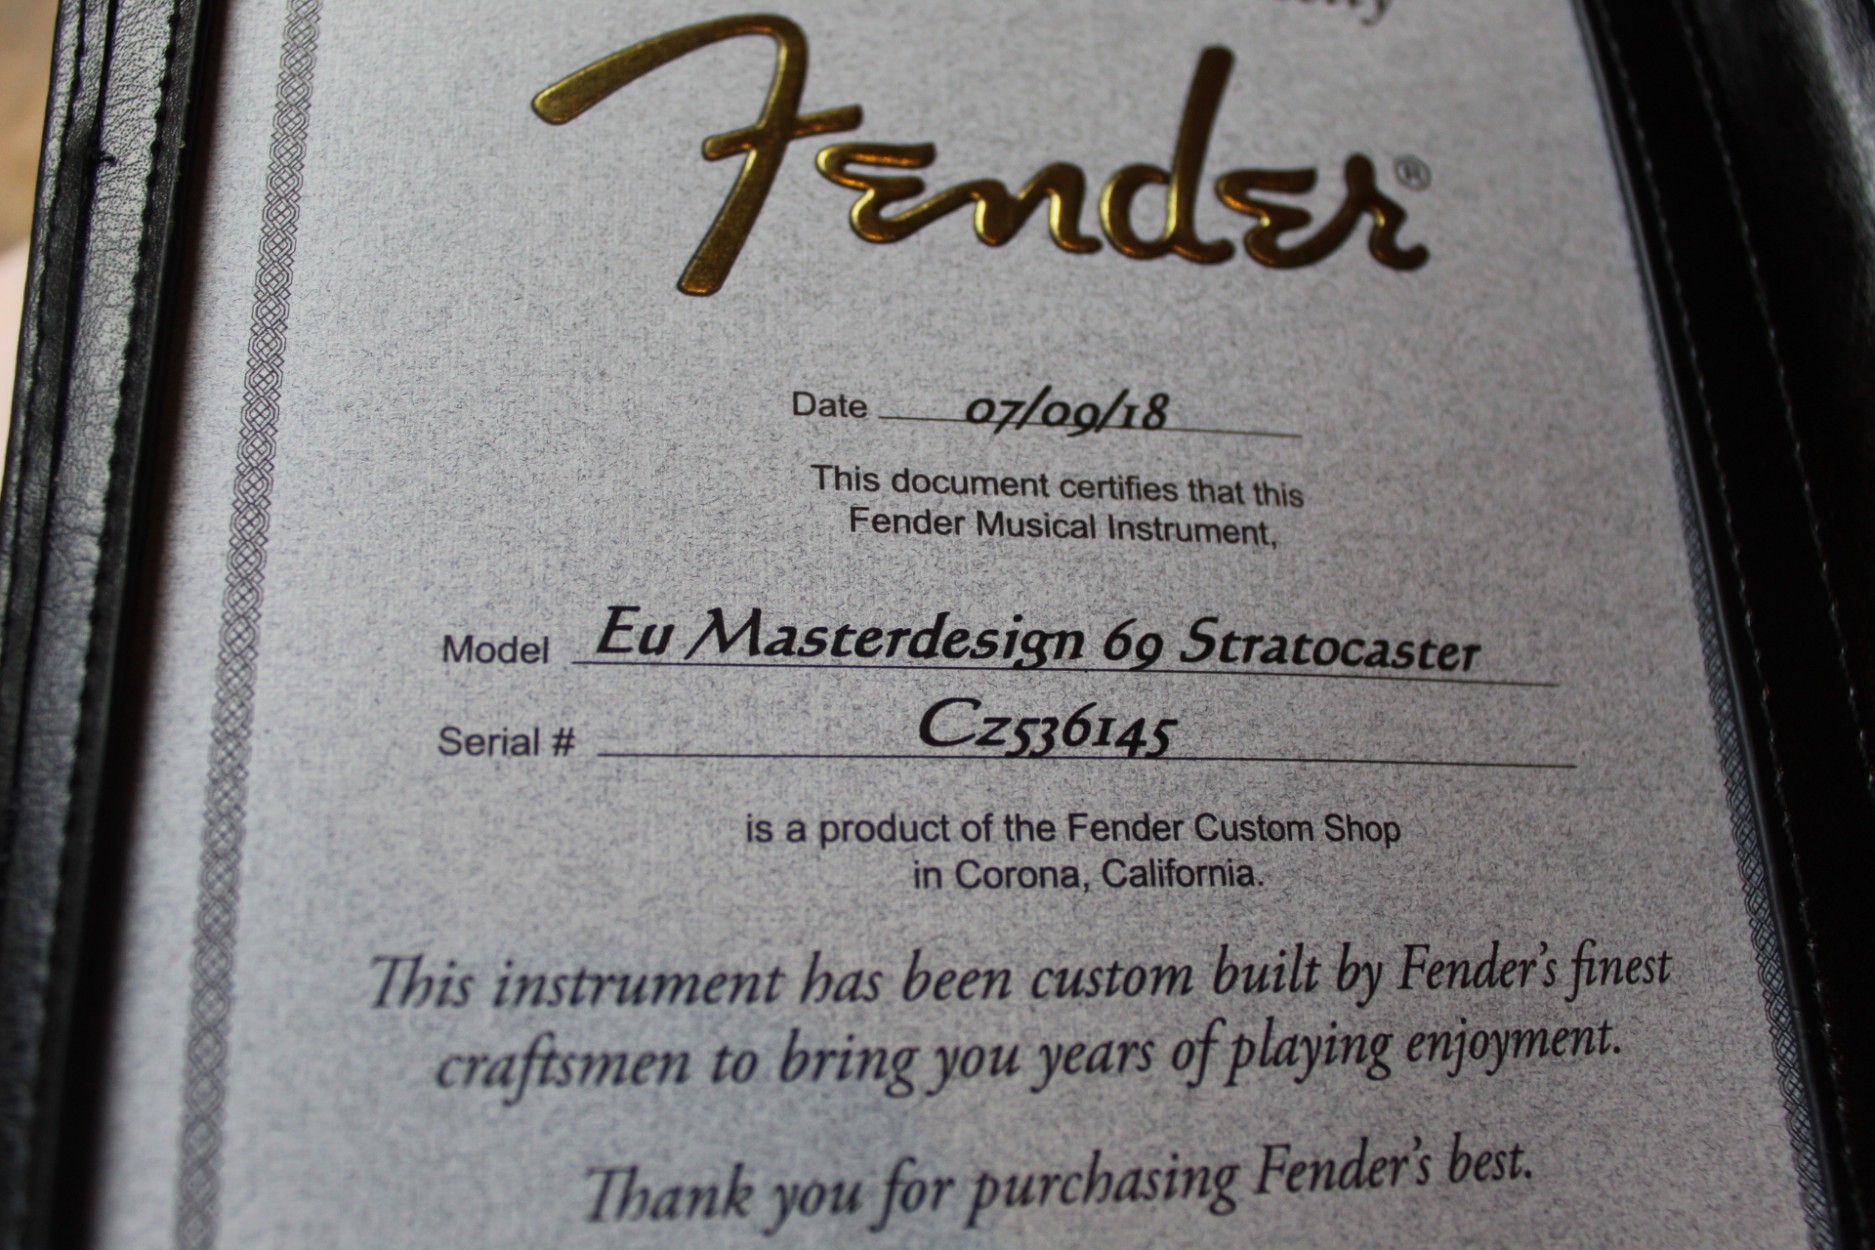 Fender®
Date 07/09/18
This document certifies that this
Fender Musical Instrument,
Model Eu Masterdesign 69 Stratocaster
Serial # Cz536145
is a product of the Fender Custom Shop
in Corona, California.
This instrument has been custom built by Fender's finest
craftsmen to bring you years of playing enjoyment.
Thank you for purchasing Fender's best.